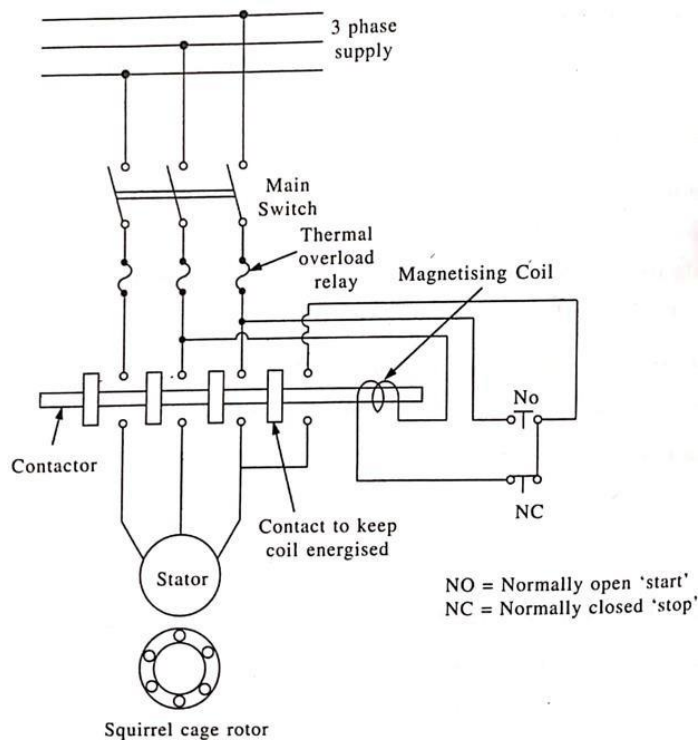 3 phase
supply
Main
Switch
Thermal
overload
relay
Magnetising Coil
No
Contactor
NC
Contact to keep
coil energised
Stator
NO = Normally open ‘start’
NC = Normally closed ‘stop’
Squirrel cage rotor